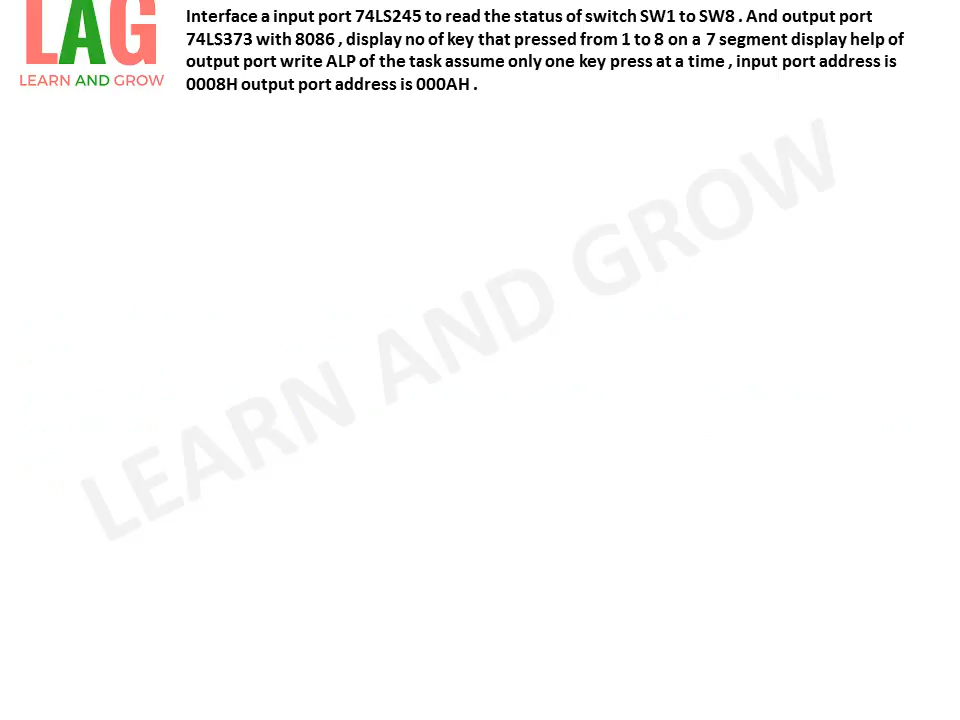 LAG
LEARN AND GROW
Interface a input port 74LS245 to read the status of switch SW1 to SW8 . And output port
74LS373 with 8086 , display no of key that pressed from 1 to 8 on a 7 segment display help of
output port write ALP of the task assume only one key press at a time , input port address is
0008H output port address is 000AH .
LEARN AND GROW